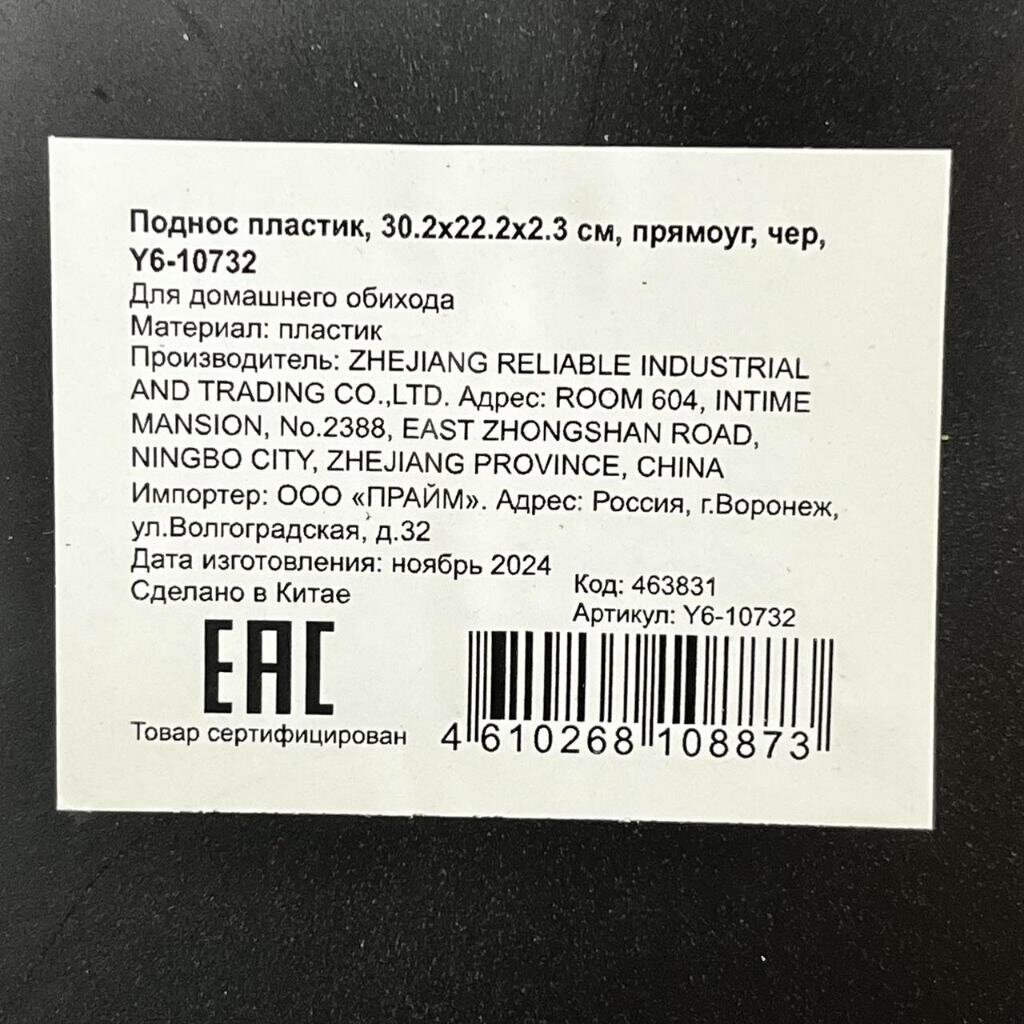 Поднос пластик, 30.2х22.2х2.3 см, прямоуг, чер,
Y6-10732
Для домашнего обихода
Материал: пластик
Производитель: ZHEJIANG RELIABLE INDUSTRIAL
AND TRADING CO.,LTD. Адрес: ROOM 604, INTIME
MANSION, No.2388, EAST ZHONGSHAN ROAD,
NINGBO CITY, ZHEJIANG PROVINCE, CHINA
Импортер: ООО «ПРАЙМ». Адрес: Россия, г.Воронеж,
ул.Волгоградская, д.32
Дата изготовления: ноябрь 2024
Сделано в Китае
Код: 463831
Артикул: Y6-10732
EAC
Товар сертифицирован
4 610268 108873